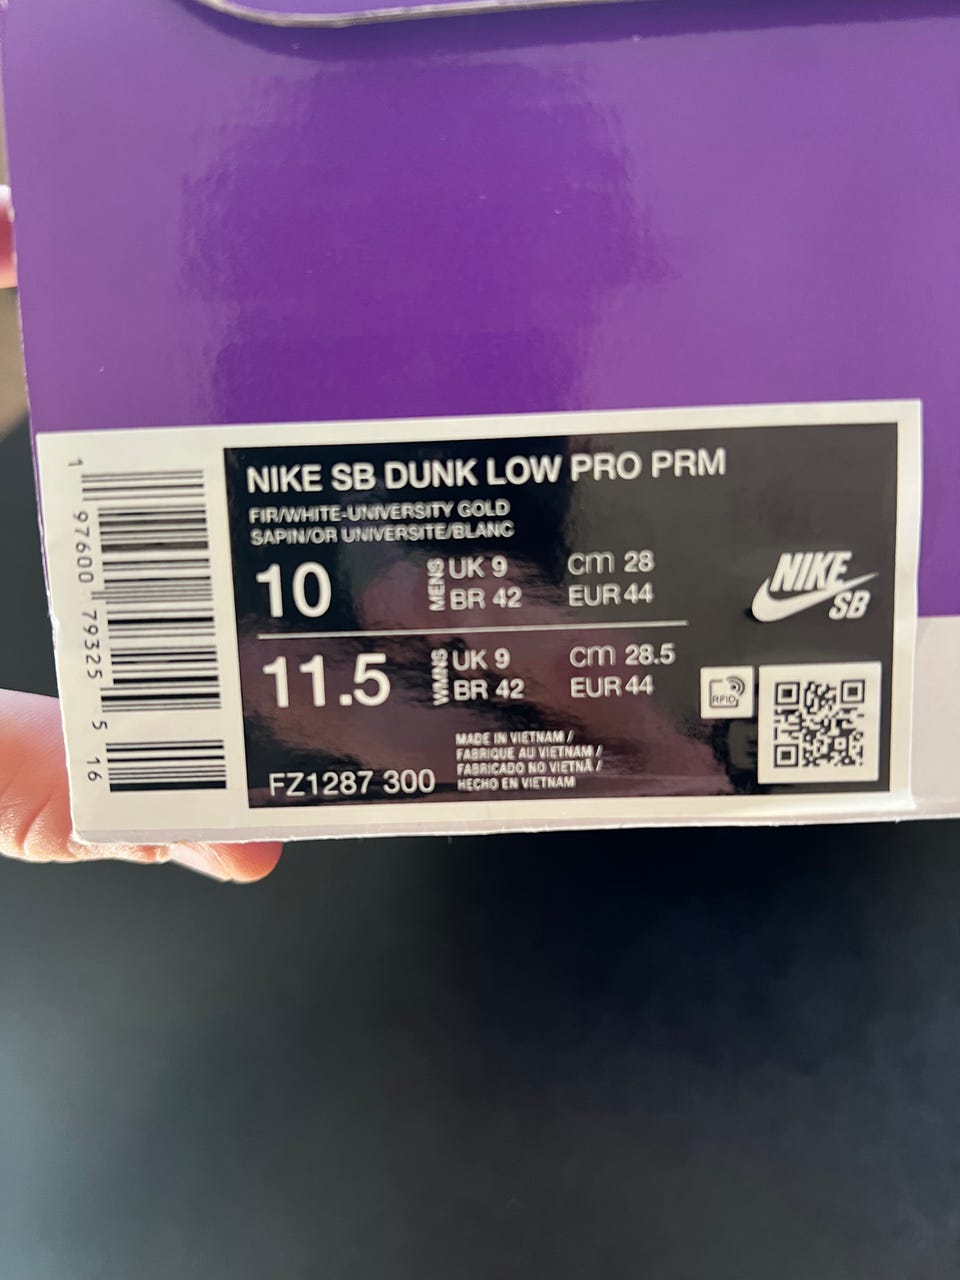 NIKE SB DUNK LOW PRO PRM
FIR/WHITE-UNIVERSITY GOLD
SAPIN/OR UNIVERSITE/BLANC
10 MENS UK 9 cm 28
BR 42 EUR 44
11.5 WMNS UK 9 cm 28.5
BR 42 EUR 44
FZ1287 300
MADE IN VIETNAM /
FABRIQUE AU VIETNAM /
FABRICADO NO VIETNÃ /
HECHO EN VIETNAM
NIKE
SB
RFID
1 97600 79325 5 16